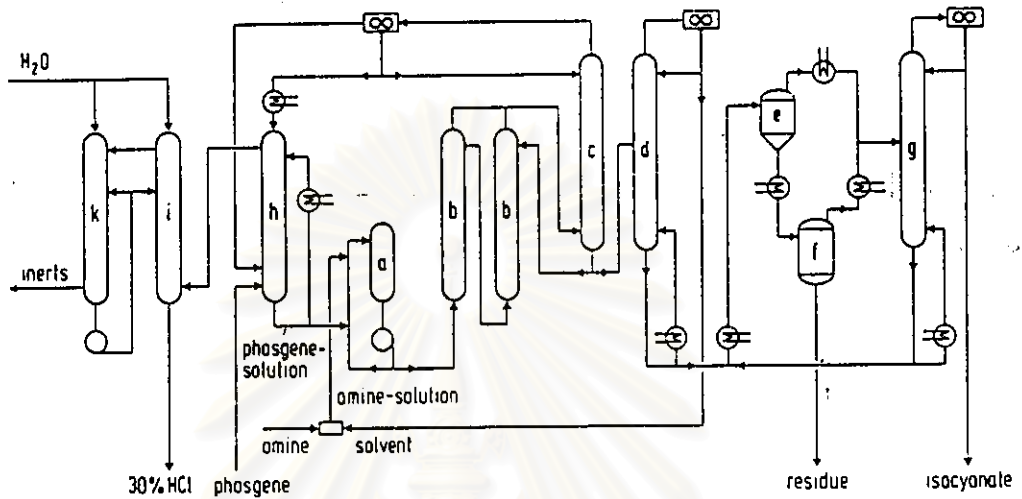 H₂O
k
i
h
a
b
b
c
d
e
f
g
inerts
phosgene-
solution
amine-solution
amine
solvent
30% HCl
phosgene
residue
isocyanate